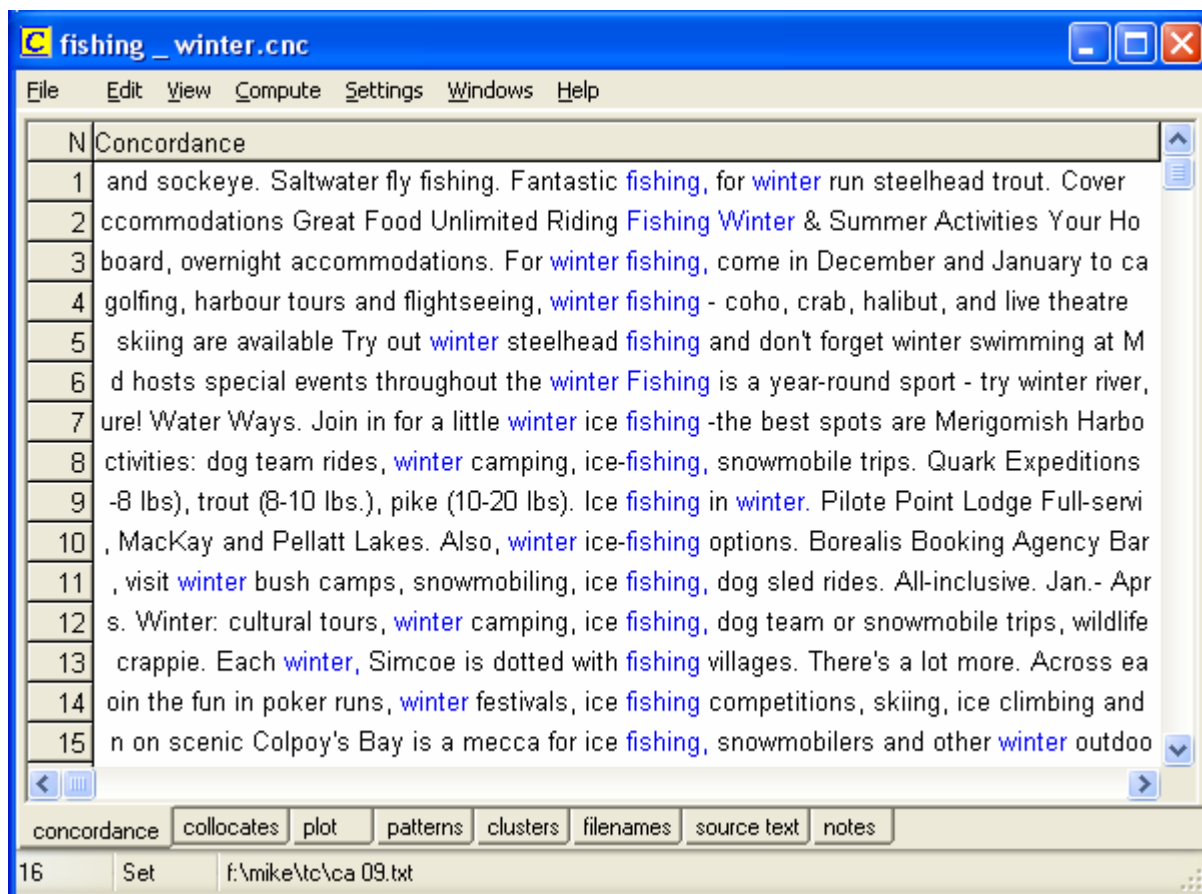 C fishing _ winter.cnc
File Edit View Compute Settings Windows Help
N Concordance
1 and sockeye. Saltwater fly fishing. Fantastic fishing, for winter run steelhead trout. Cover
2 ccommodations Great Food Unlimited Riding Fishing Winter & Summer Activities Your Ho
3 board, overnight accommodations. For winter fishing, come in December and January to ca
4 golfing, harbour tours and flightseeing, winter fishing - coho, crab, halibut, and live theatre
5 skiing are available Try out winter steelhead fishing and don't forget winter swimming at M
6 d hosts special events throughout the winter Fishing is a year-round sport - try winter river,
7 ure! Water Ways. Join in for a little winter ice fishing -the best spots are Merigomish Harbo
8 ctivities: dog team rides, winter camping, ice-fishing, snowmobile trips. Quark Expeditions
9 -8 lbs), trout (8-10 lbs.), pike (10-20 lbs). Ice fishing in winter. Pilote Point Lodge Full-servi
10 , MacKay and Pellatt Lakes. Also, winter ice-fishing options. Borealis Booking Agency Bar
11 , visit winter bush camps, snowmobiling, ice fishing, dog sled rides. All-inclusive. Jan.- Apr
12 s. Winter: cultural tours, winter camping, ice fishing, dog team or snowmobile trips, wildlife
13 crappie. Each winter, Simcoe is dotted with fishing villages. There's a lot more. Across ea
14 oin the fun in poker runs, winter festivals, ice fishing competitions, skiing, ice climbing and
15 n on scenic Colpoy's Bay is a mecca for ice fishing, snowmobilers and other winter outdoo
concordance collocates plot patterns clusters filenames source text notes
16 Set f:\mike\tc\ca 09.txt